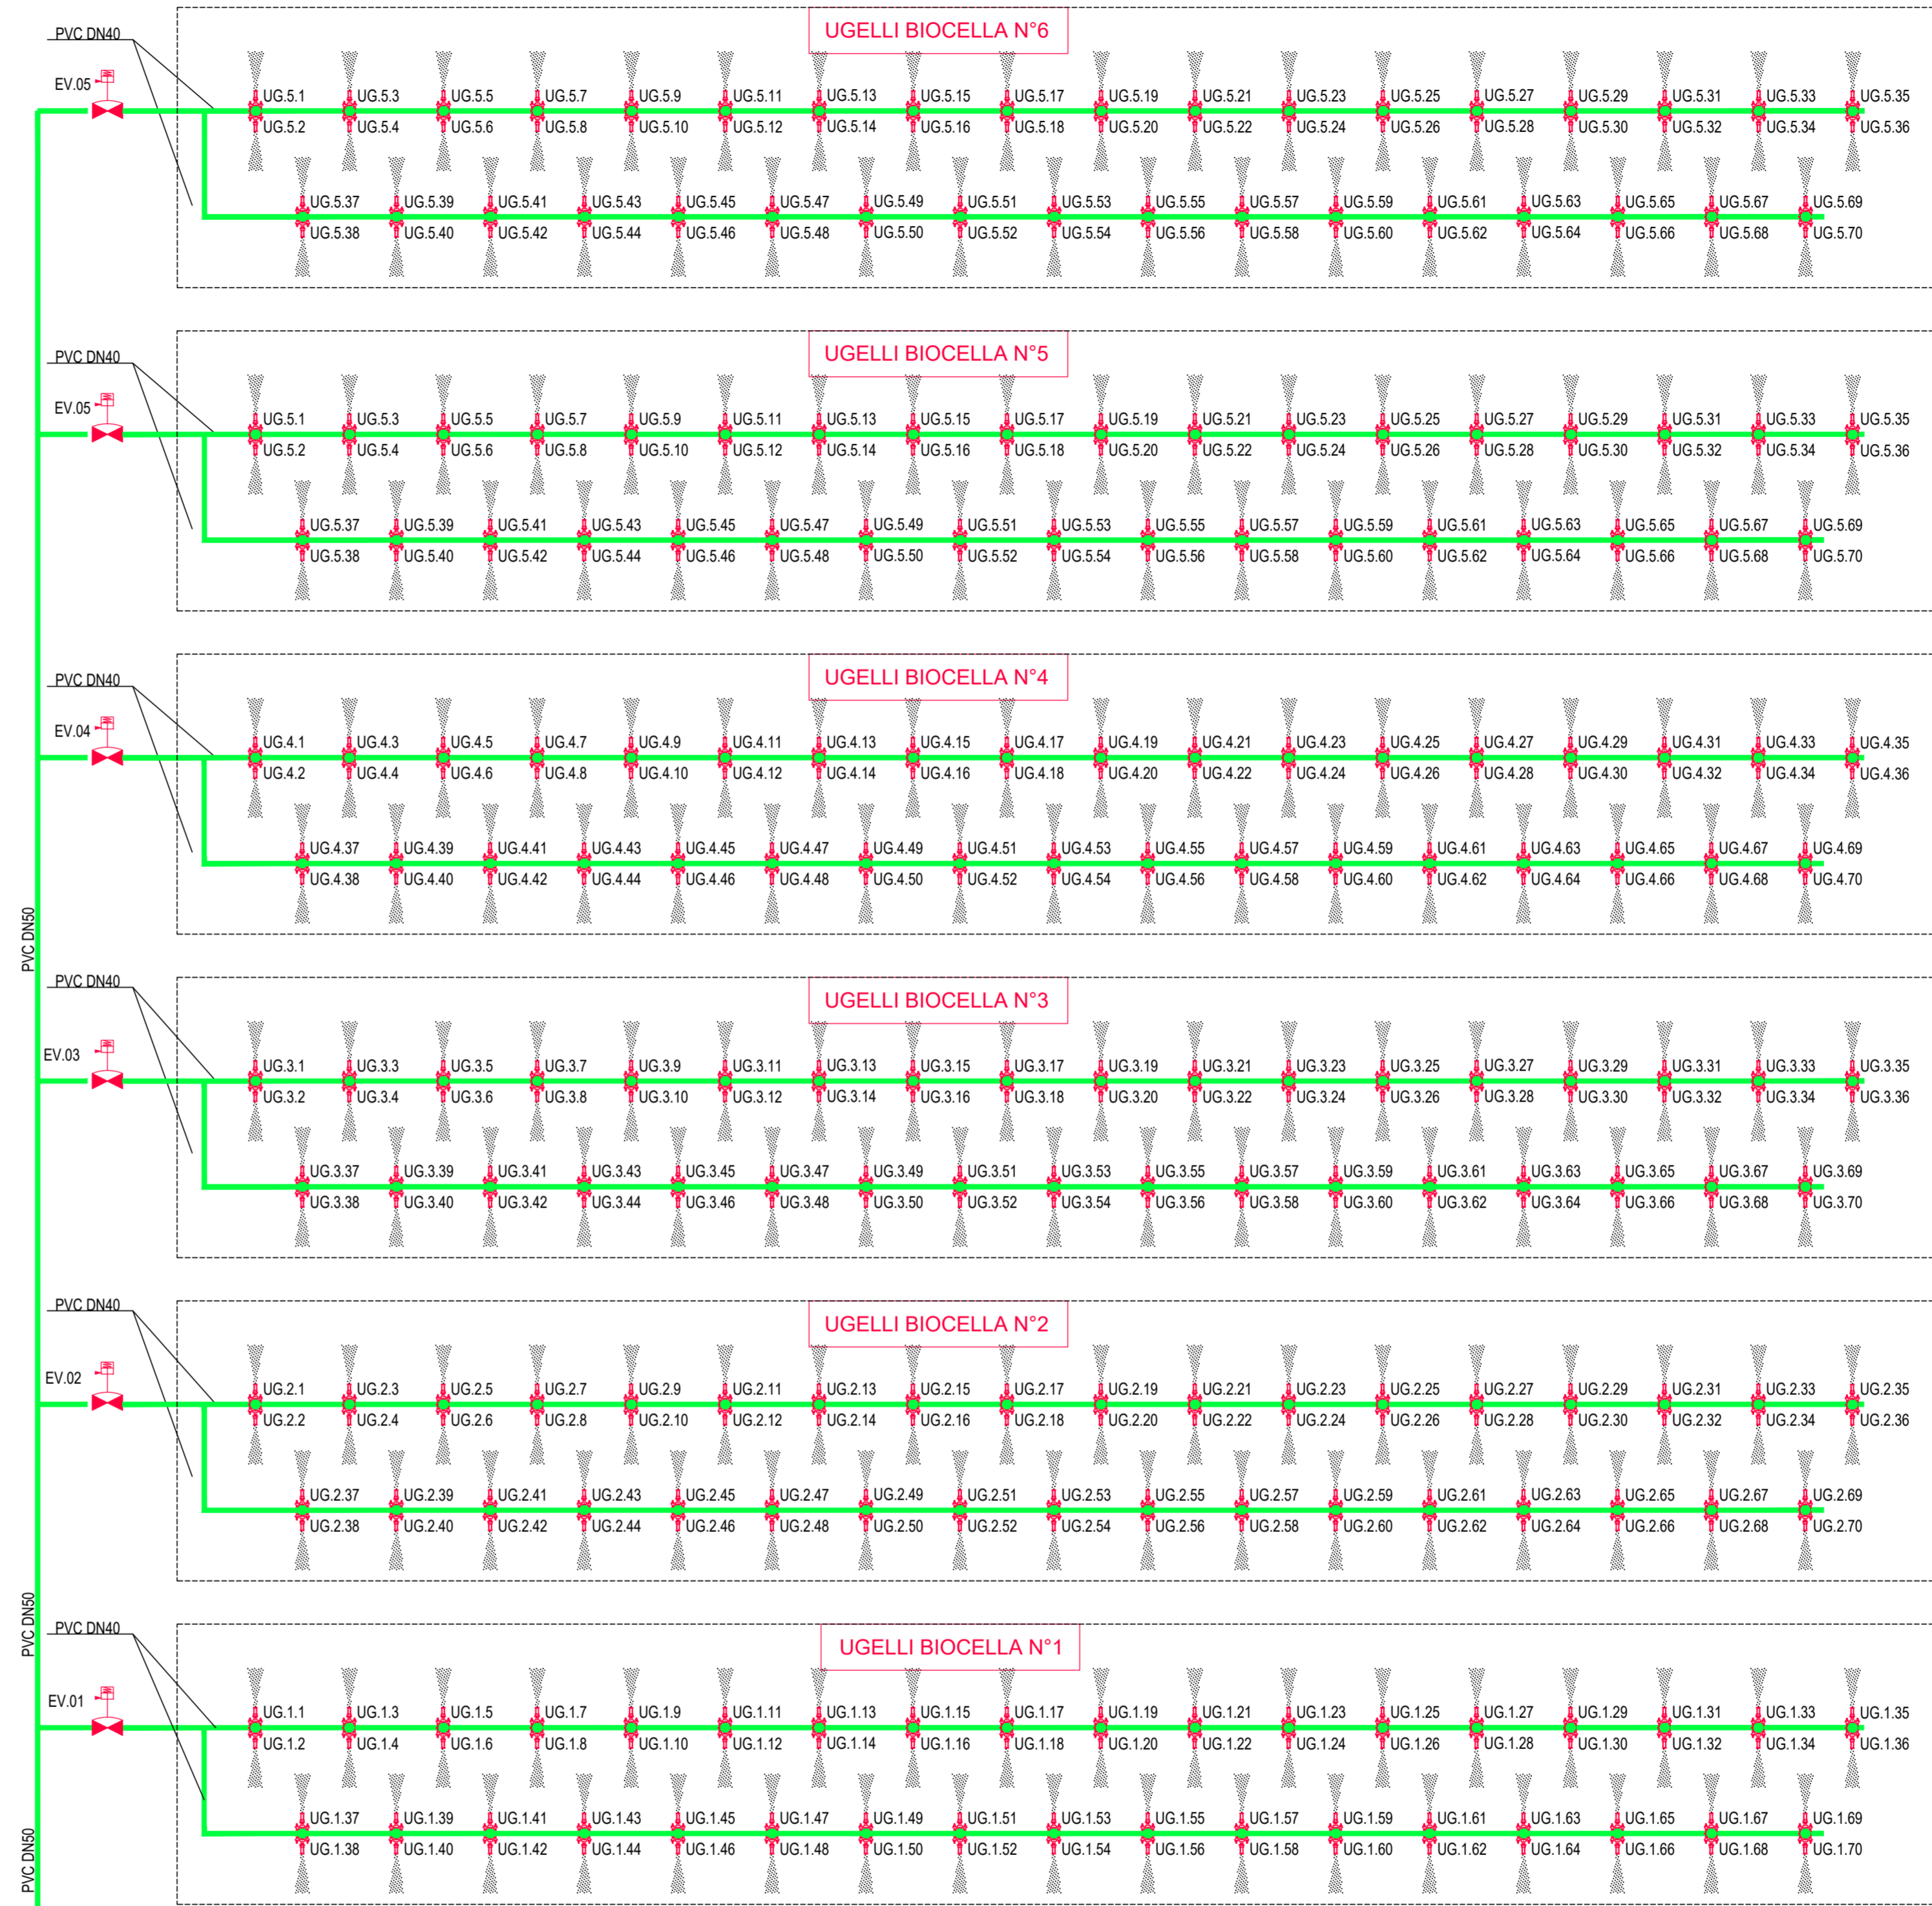 UGELLI BIOCELLA N°6
PVC DN40
EV.05
UG.5.1 UG.5.3 UG.5.5 UG.5.7 UG.5.9 UG.5.11 UG.5.13 UG.5.15 UG.5.17 UG.5.19 UG.5.21 UG.5.23 UG.5.25 UG.5.27 UG.5.29 UG.5.31 UG.5.33 UG.5.35
UG.5.2 UG.5.4 UG.5.6 UG.5.8 UG.5.10 UG.5.12 UG.5.14 UG.5.16 UG.5.18 UG.5.20 UG.5.22 UG.5.24 UG.5.26 UG.5.28 UG.5.30 UG.5.32 UG.5.34 UG.5.36
UG.5.37 UG.5.39 UG.5.41 UG.5.43 UG.5.45 UG.5.47 UG.5.49 UG.5.51 UG.5.53 UG.5.55 UG.5.57 UG.5.59 UG.5.61 UG.5.63 UG.5.65 UG.5.67 UG.5.69
UG.5.38 UG.5.40 UG.5.42 UG.5.44 UG.5.46 UG.5.48 UG.5.50 UG.5.52 UG.5.54 UG.5.56 UG.5.58 UG.5.60 UG.5.62 UG.5.64 UG.5.66 UG.5.68 UG.5.70
UGELLI BIOCELLA N°5
PVC DN40
EV.05
UG.5.1 UG.5.3 UG.5.5 UG.5.7 UG.5.9 UG.5.11 UG.5.13 UG.5.15 UG.5.17 UG.5.19 UG.5.21 UG.5.23 UG.5.25 UG.5.27 UG.5.29 UG.5.31 UG.5.33 UG.5.35
UG.5.2 UG.5.4 UG.5.6 UG.5.8 UG.5.10 UG.5.12 UG.5.14 UG.5.16 UG.5.18 UG.5.20 UG.5.22 UG.5.24 UG.5.26 UG.5.28 UG.5.30 UG.5.32 UG.5.34 UG.5.36
UG.5.37 UG.5.39 UG.5.41 UG.5.43 UG.5.45 UG.5.47 UG.5.49 UG.5.51 UG.5.53 UG.5.55 UG.5.57 UG.5.59 UG.5.61 UG.5.63 UG.5.65 UG.5.67 UG.5.69
UG.5.38 UG.5.40 UG.5.42 UG.5.44 UG.5.46 UG.5.48 UG.5.50 UG.5.52 UG.5.54 UG.5.56 UG.5.58 UG.5.60 UG.5.62 UG.5.64 UG.5.66 UG.5.68 UG.5.70
UGELLI BIOCELLA N°4
PVC DN40
EV.04
UG.4.1 UG.4.3 UG.4.5 UG.4.7 UG.4.9 UG.4.11 UG.4.13 UG.4.15 UG.4.17 UG.4.19 UG.4.21 UG.4.23 UG.4.25 UG.4.27 UG.4.29 UG.4.31 UG.4.33 UG.4.35
UG.4.2 UG.4.4 UG.4.6 UG.4.8 UG.4.10 UG.4.12 UG.4.14 UG.4.16 UG.4.18 UG.4.20 UG.4.22 UG.4.24 UG.4.26 UG.4.28 UG.4.30 UG.4.32 UG.4.34 UG.4.36
UG.4.37 UG.4.39 UG.4.41 UG.4.43 UG.4.45 UG.4.47 UG.4.49 UG.4.51 UG.4.53 UG.4.55 UG.4.57 UG.4.59 UG.4.61 UG.4.63 UG.4.65 UG.4.67 UG.4.69
UG.4.38 UG.4.40 UG.4.42 UG.4.44 UG.4.46 UG.4.48 UG.4.50 UG.4.52 UG.4.54 UG.4.56 UG.4.58 UG.4.60 UG.4.62 UG.4.64 UG.4.66 UG.4.68 UG.4.70
PVC DN50
UGELLI BIOCELLA N°3
PVC DN40
EV.03
UG.3.1 UG.3.3 UG.3.5 UG.3.7 UG.3.9 UG.3.11 UG.3.13 UG.3.15 UG.3.17 UG.3.19 UG.3.21 UG.3.23 UG.3.25 UG.3.27 UG.3.29 UG.3.31 UG.3.33 UG.3.35
UG.3.2 UG.3.4 UG.3.6 UG.3.8 UG.3.10 UG.3.12 UG.3.14 UG.3.16 UG.3.18 UG.3.20 UG.3.22 UG.3.24 UG.3.26 UG.3.28 UG.3.30 UG.3.32 UG.3.34 UG.3.36
UG.3.37 UG.3.39 UG.3.41 UG.3.43 UG.3.45 UG.3.47 UG.3.49 UG.3.51 UG.3.53 UG.3.55 UG.3.57 UG.3.59 UG.3.61 UG.3.63 UG.3.65 UG.3.67 UG.3.69
UG.3.38 UG.3.40 UG.3.42 UG.3.44 UG.3.46 UG.3.48 UG.3.50 UG.3.52 UG.3.54 UG.3.56 UG.3.58 UG.3.60 UG.3.62 UG.3.64 UG.3.66 UG.3.68 UG.3.70
UGELLI BIOCELLA N°2
PVC DN40
EV.02
UG.2.1 UG.2.3 UG.2.5 UG.2.7 UG.2.9 UG.2.11 UG.2.13 UG.2.15 UG.2.17 UG.2.19 UG.2.21 UG.2.23 UG.2.25 UG.2.27 UG.2.29 UG.2.31 UG.2.33 UG.2.35
UG.2.2 UG.2.4 UG.2.6 UG.2.8 UG.2.10 UG.2.12 UG.2.14 UG.2.16 UG.2.18 UG.2.20 UG.2.22 UG.2.24 UG.2.26 UG.2.28 UG.2.30 UG.2.32 UG.2.34 UG.2.36
UG.2.37 UG.2.39 UG.2.41 UG.2.43 UG.2.45 UG.2.47 UG.2.49 UG.2.51 UG.2.53 UG.2.55 UG.2.57 UG.2.59 UG.2.61 UG.2.63 UG.2.65 UG.2.67 UG.2.69
UG.2.38 UG.2.40 UG.2.42 UG.2.44 UG.2.46 UG.2.48 UG.2.50 UG.2.52 UG.2.54 UG.2.56 UG.2.58 UG.2.60 UG.2.62 UG.2.64 UG.2.66 UG.2.68 UG.2.70
PVC DN50
UGELLI BIOCELLA N°1
PVC DN40
EV.01
UG.1.1 UG.1.3 UG.1.5 UG.1.7 UG.1.9 UG.1.11 UG.1.13 UG.1.15 UG.1.17 UG.1.19 UG.1.21 UG.1.23 UG.1.25 UG.1.27 UG.1.29 UG.1.31 UG.1.33 UG.1.35
UG.1.2 UG.1.4 UG.1.6 UG.1.8 UG.1.10 UG.1.12 UG.1.14 UG.1.16 UG.1.18 UG.1.20 UG.1.22 UG.1.24 UG.1.26 UG.1.28 UG.1.30 UG.1.32 UG.1.34 UG.1.36
UG.1.37 UG.1.39 UG.1.41 UG.1.43 UG.1.45 UG.1.47 UG.1.49 UG.1.51 UG.1.53 UG.1.55 UG.1.57 UG.1.59 UG.1.61 UG.1.63 UG.1.65 UG.1.67 UG.1.69
UG.1.38 UG.1.40 UG.1.42 UG.1.44 UG.1.46 UG.1.48 UG.1.50 UG.1.52 UG.1.54 UG.1.56 UG.1.58 UG.1.60 UG.1.62 UG.1.64 UG.1.66 UG.1.68 UG.1.70
PVC DN50